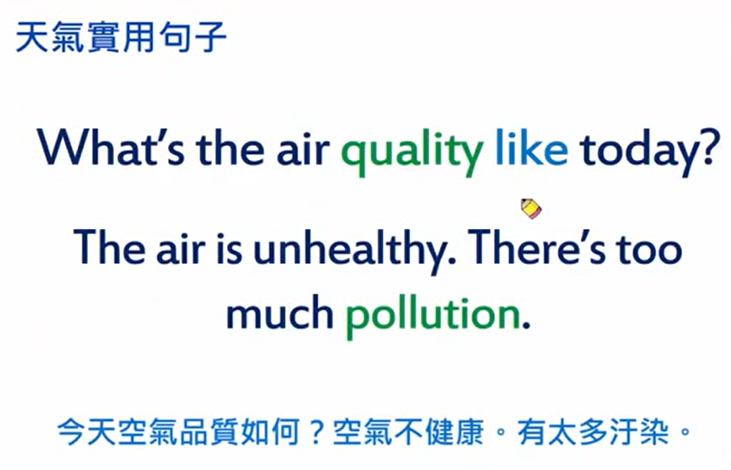 天氣實用句子
What's the air quality like today?
The air is unhealthy. There's too
much pollution.
今天空氣品質如何？空氣不健康。有太多汙染。